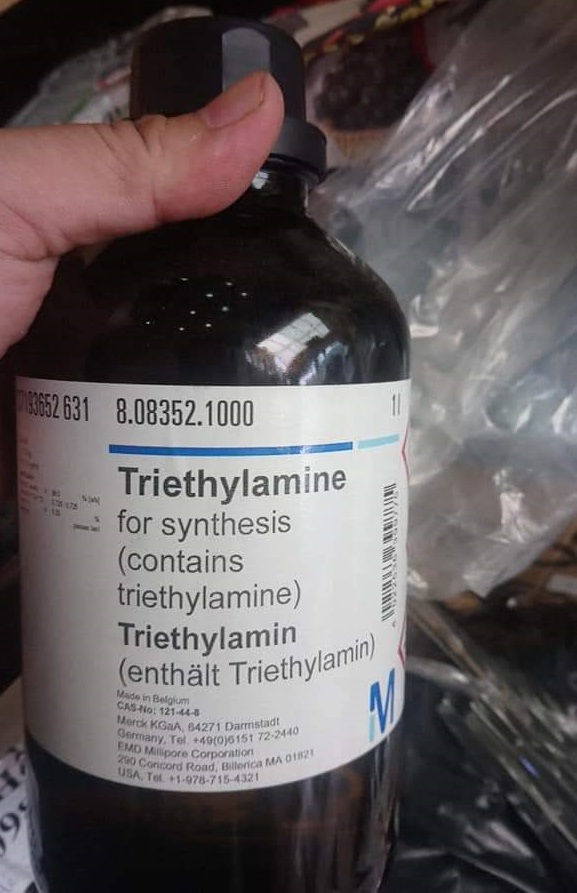 93652 631 8.08352.1000 1l
Triethylamine
for synthesis
(contains
triethylamine)
Triethylamin
(enthält Triethylamin)
Made in Belgium
CAS-No: 121-44-8
Merck KGaA, 64271 Darmstadt
Germany, Tel. +49(0)6151 72-2440
EMD Millipore Corporation
290 Concord Road, Billerica MA 01821
USA, Tel. +1-978-715-4321
M